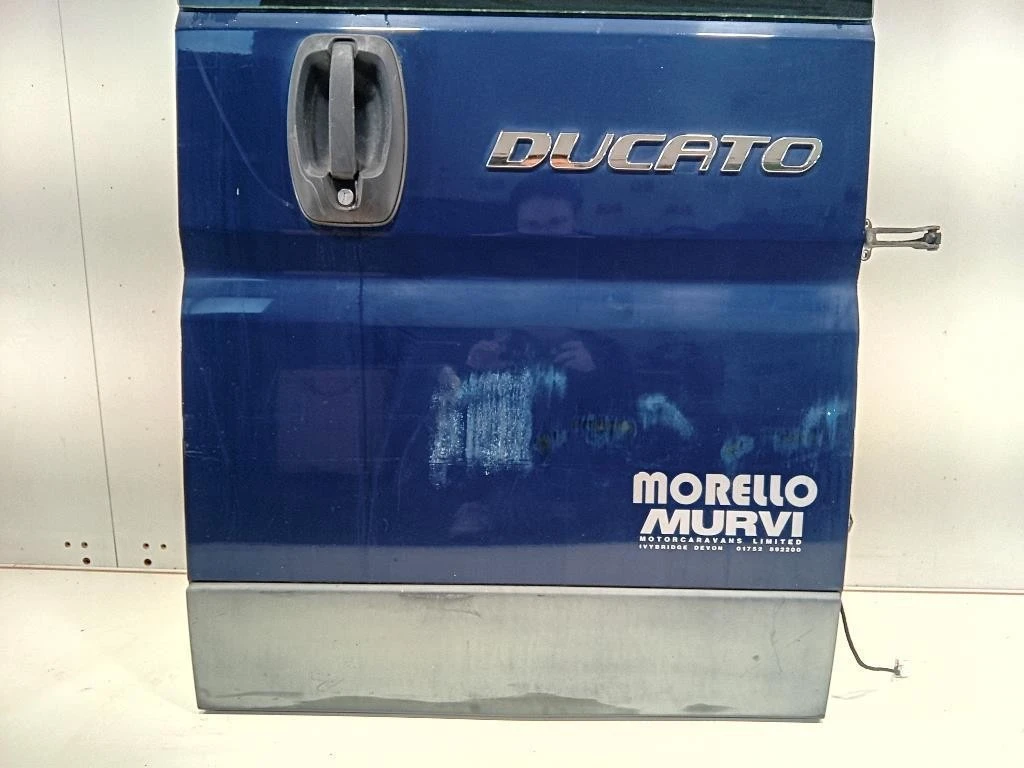 DUCATO
MORELLO
MURVI
MOTORCARAVANS LIMITED
IVYBRIDGE DEVON 01752 892200